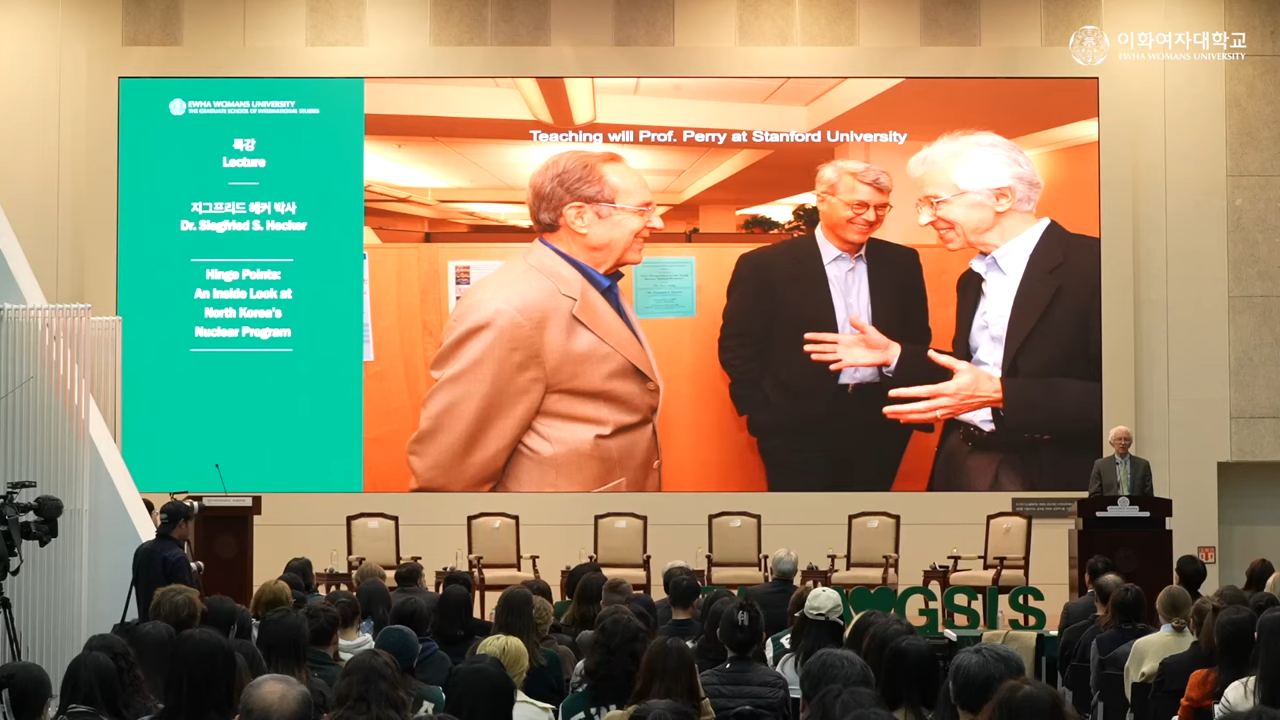 이화여자대학교
EWHA WOMANS UNIVERSITY
EWHA WOMANS UNIVERSITY
THE GRADUATE SCHOOL OF INTERNATIONAL STUDIES
특강
Lecture
지그프리드 헤커 박사
Dr. Siegfried S. Hecker
Hinge Points:
An Inside Look at
North Korea's
Nuclear Program
Teaching will Prof. Perry at Stanford University
GSIS